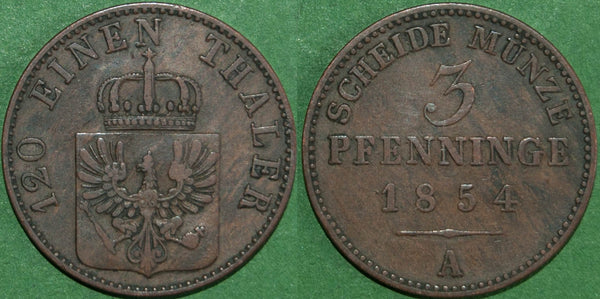 120 EINEN THALER
SCHEIDE MÜNZE
3
PFENNINGE
1854
A